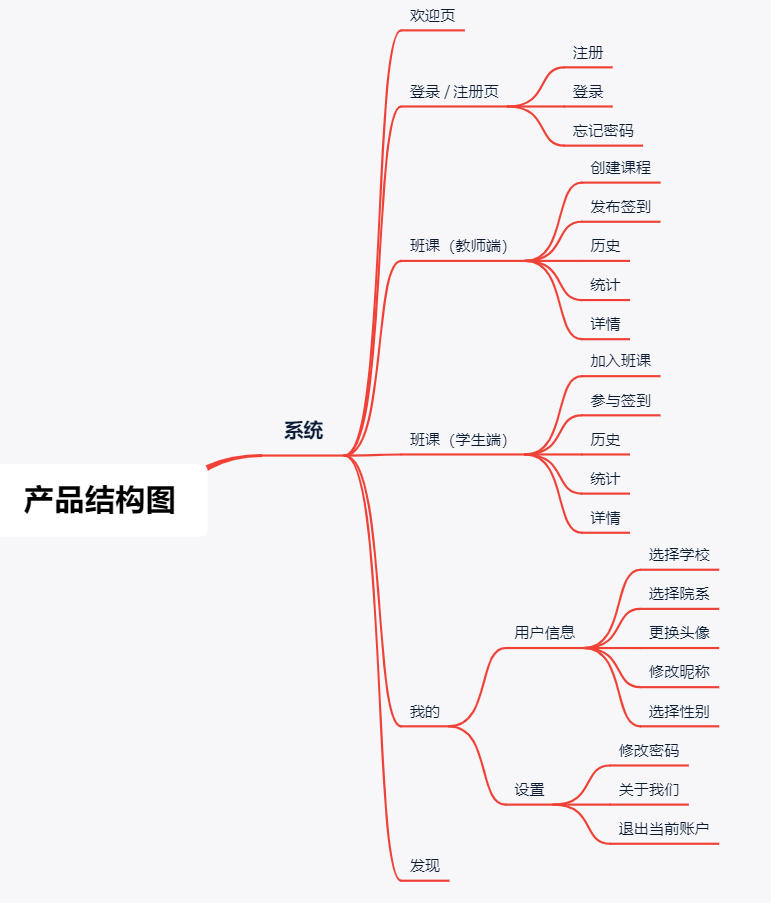 产品结构图
系统
欢迎页
登录 / 注册页
注册
登录
忘记密码
班课（教师端）
创建课程
发布签到
历史
统计
详情
班课（学生端）
加入班课
参与签到
历史
统计
详情
我的
用户信息
选择学校
选择院系
更换头像
修改昵称
选择性别
设置
修改密码
关于我们
退出当前账户
发现